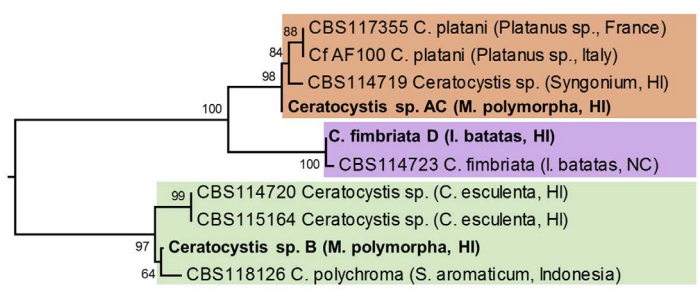 88
CBS117355 C. platani (Platanus sp., France)
84
Cf AF100 C. platani (Platanus sp., Italy)
98
CBS114719 Ceratocystis sp. (Syngonium, HI)
100
Ceratocystis sp. AC (M. polymorpha, HI)
C. fimbriata D (I. batatas, HI)
100
CBS114723 C. fimbriata (I. batatas, NC)
99
CBS114720 Ceratocystis sp. (C. esculenta, HI)
CBS115164 Ceratocystis sp. (C. esculenta, HI)
97
Ceratocystis sp. B (M. polymorpha, HI)
64
CBS118126 C. polychroma (S. aromaticum, Indonesia)